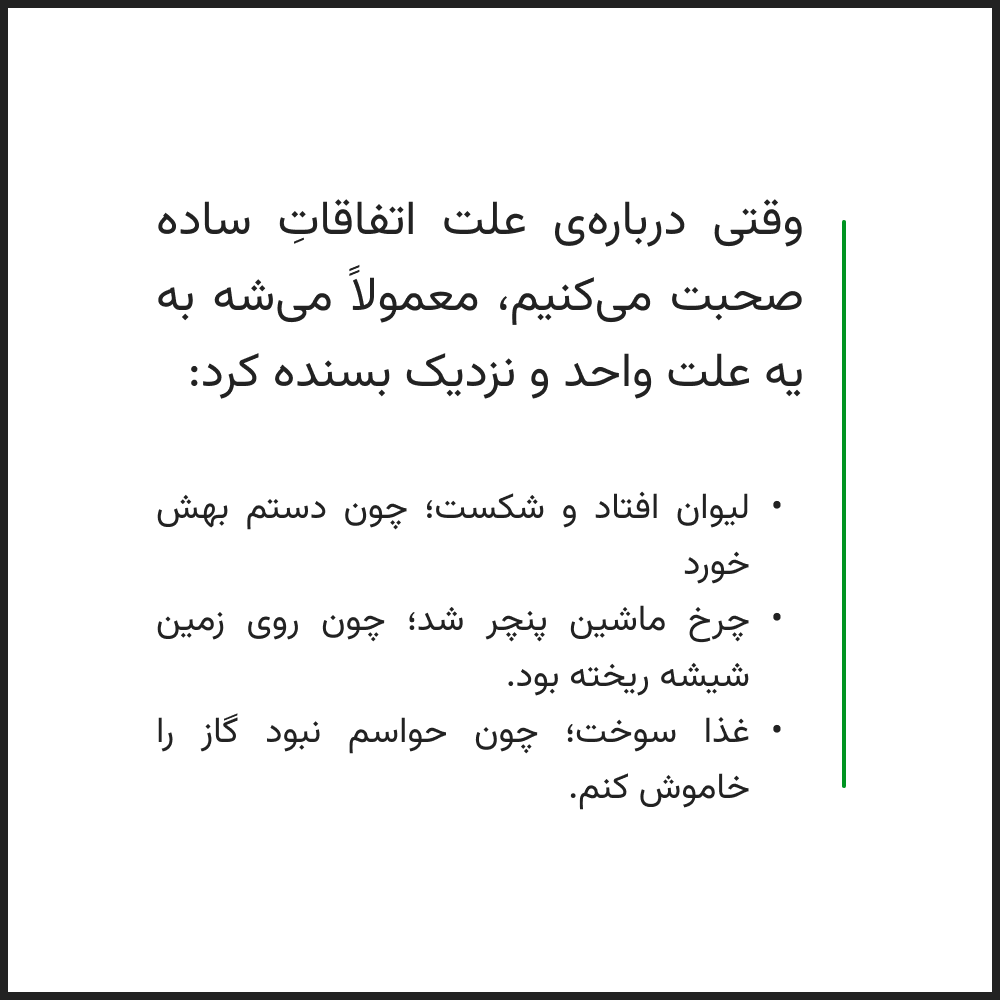 وقتی درباره‌ی علت اتفاقاتِ ساده
صحبت می‌کنیم، معمولاً می‌شه به
یه علت واحد و نزدیک بسنده کرد:
• لیوان افتاد و شکست؛ چون دستم بهش
خورد
• چرخ ماشین پنچر شد؛ چون روی زمین
شیشه ریخته بود.
• غذا سوخت؛ چون حواسم نبود گاز را
خاموش کنم.